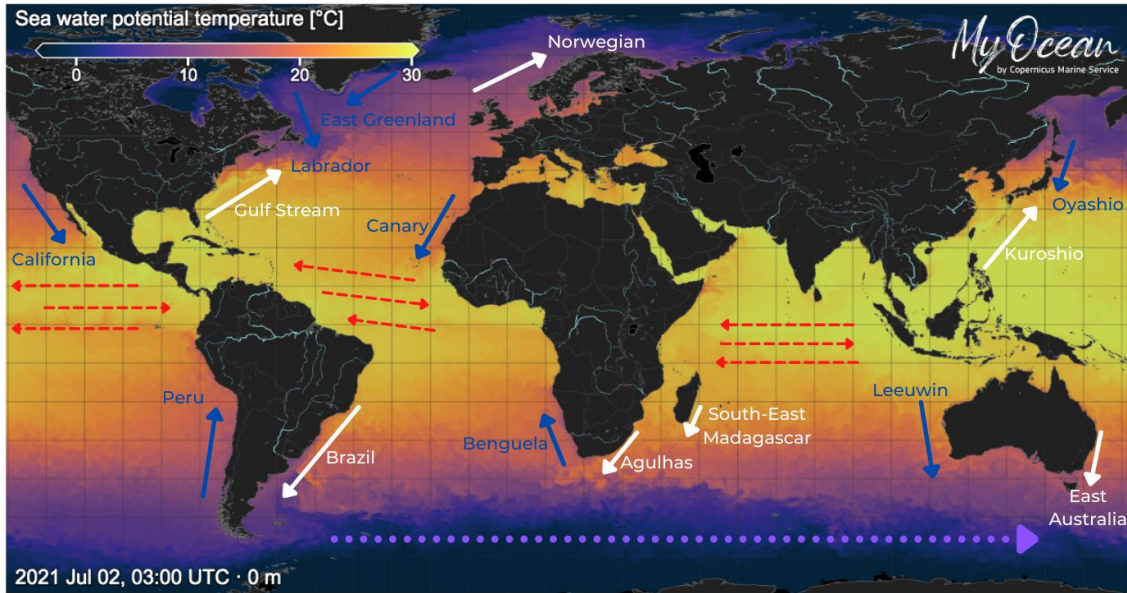 Sea water potential temperature [°C]
0 10 20 30
My Ocean
by Copernicus Marine Service
Norwegian
East Greenland
Labrador
Gulf Stream
Canary
California
Oyashio
Kuroshio
Peru
Brazil
Benguela
Agulhas
South-East
Madagascar
Leeuwin
East
Australia
2021 Jul 02, 03:00 UTC · 0 m